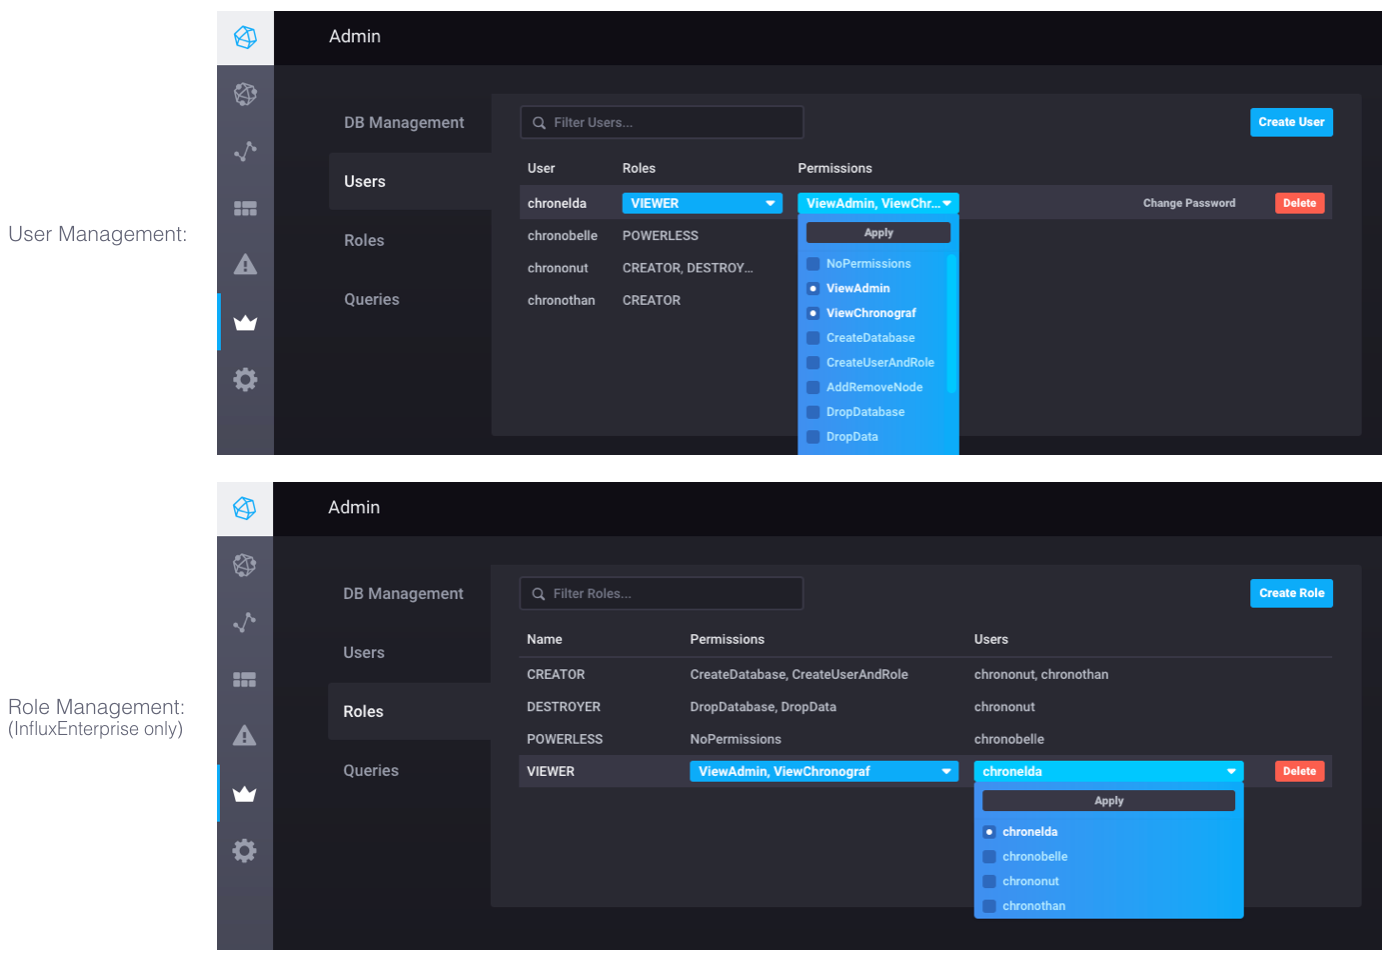 Admin
DB Management
Users
Roles
Queries
Filter Users...
Create User
User Roles Permissions
chronelda VIEWER ViewAdmin, ViewChr... Change Password Delete
chronobelle POWERLESS
chrononut CREATOR, DESTROY...
chronothan CREATOR
Apply
NoPermissions
ViewAdmin
ViewChronograf
CreateDatabase
CreateUserAndRole
AddRemoveNode
DropDatabase
DropData
User Management:
Admin
DB Management
Users
Roles
Queries
Filter Roles...
Create Role
Name Permissions Users
CREATOR CreateDatabase, CreateUserAndRole chrononut, chronothan
DESTROYER DropDatabase, DropData chrononut
POWERLESS NoPermissions chronobelle
VIEWER ViewAdmin, ViewChronograf chronelda Delete
Apply
chronelda
chronobelle
chrononut
chronothan
Role Management:
(InfluxEnterprise only)